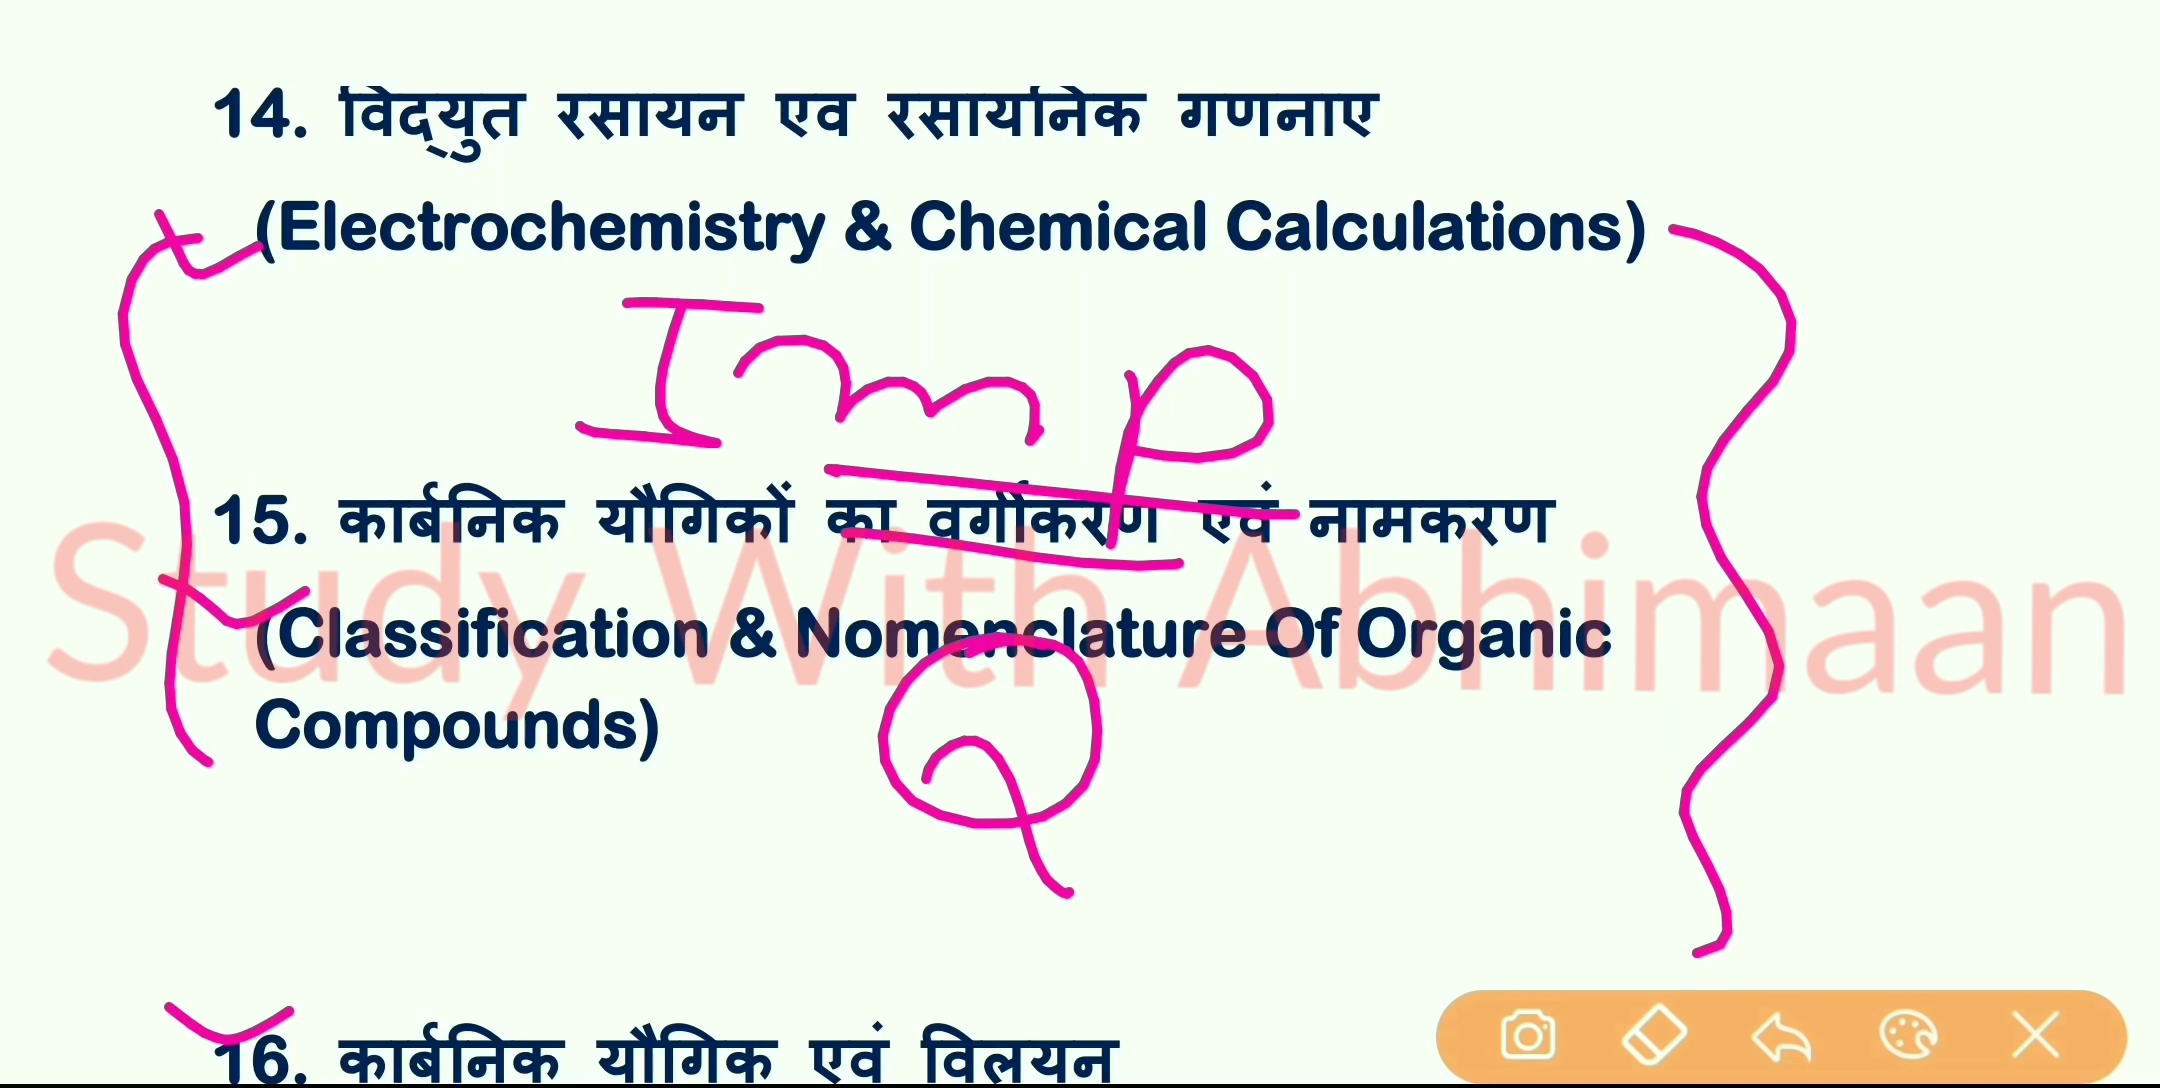 14. विद्युत रसायन एव रसायनिक गणनाए
(Electrochemistry & Chemical Calculations)
Imp
15. कार्बनिक यौगिकों का वर्गीकरण एवं नामकरण
Study With Abhimaan
(Classification & Nomenclature Of Organic
Compounds)
Q
16. कार्बनिक यौगिक एवं विलयन